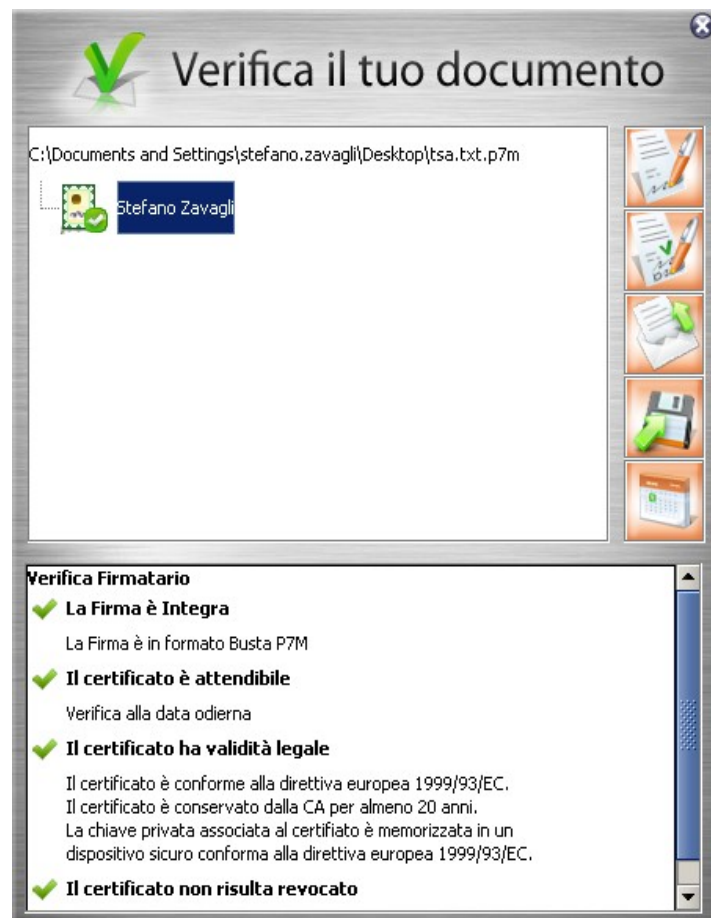 Verifica il tuo documento
C:\Documents and Settings\stefano.zavagli\Desktop\tsa.txt.p7m
Stefano Zavagli
Verifica Firmatario
La Firma è Integra
La Firma è in formato Busta P7M
Il certificato è attendibile
Verifica alla data odierna
Il certificato ha validità legale
Il certificato è conforme alla direttiva europea 1999/93/EC.
Il certificato è conservato dalla CA per almeno 20 anni.
La chiave privata associata al certifiato è memorizzata in un
dispositivo sicuro conforma alla direttiva europea 1999/93/EC.
Il certificato non risulta revocato